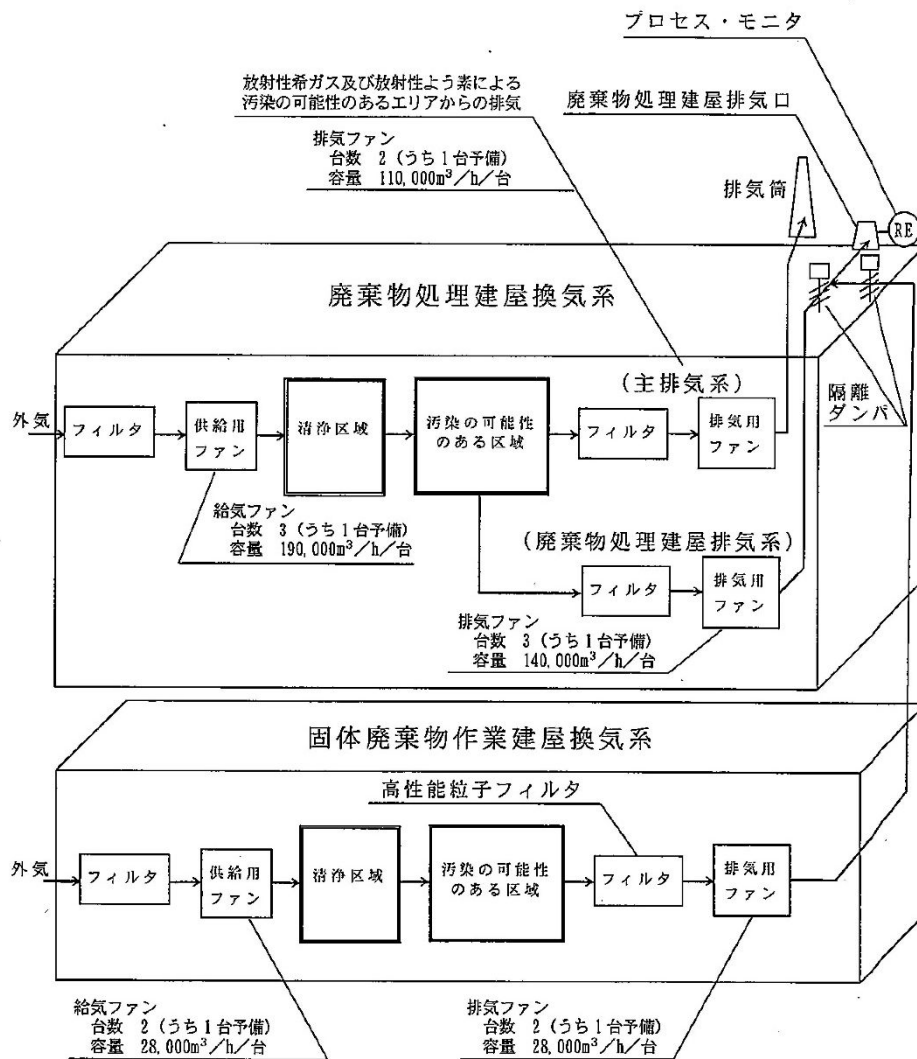 プロセス・モニタ
放射性希ガス及び放射性よう素による
汚染の可能性のあるエリアからの排気
廃棄物処理建屋排気口
排気ファン
台数 2 (うち1台予備)
容量 110,000m³/h/台
排気筒
RE
廃棄物処理建屋換気系
(主排気系)
隔離
ダンパ
外気
フィルタ
供給用
ファン
清浄区域
汚染の可能性
のある区域
フィルタ
排気用
ファン
給気ファン
台数 3 (うち1台予備)
容量 190,000m³/h/台
(廃棄物処理建屋排気系)
フィルタ
排気用
ファン
排気ファン
台数 3 (うち1台予備)
容量 140,000m³/h/台
固体廃棄物作業建屋換気系
高性能粒子フィルタ
外気
フィルタ
供給用
ファン
清浄区域
汚染の可能性
のある区域
フィルタ
排気用
ファン
給気ファン
台数 2 (うち1台予備)
容量 28,000m³/h/台
排気ファン
台数 2 (うち1台予備)
容量 28,000m³/h/台